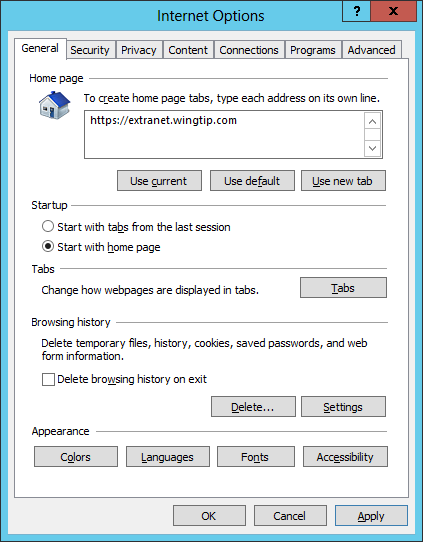 Internet Options
? X
General Security Privacy Content Connections Programs Advanced
Home page
To create home page tabs, type each address on its own line.
https://extranet.wingtip.com
Use current Use default Use new tab
Startup
Start with tabs from the last session
Start with home page
Tabs
Change how webpages are displayed in tabs. Tabs
Browsing history
Delete temporary files, history, cookies, saved passwords, and web
form information.
Delete browsing history on exit
Delete... Settings
Appearance
Colors Languages Fonts Accessibility
OK Cancel Apply